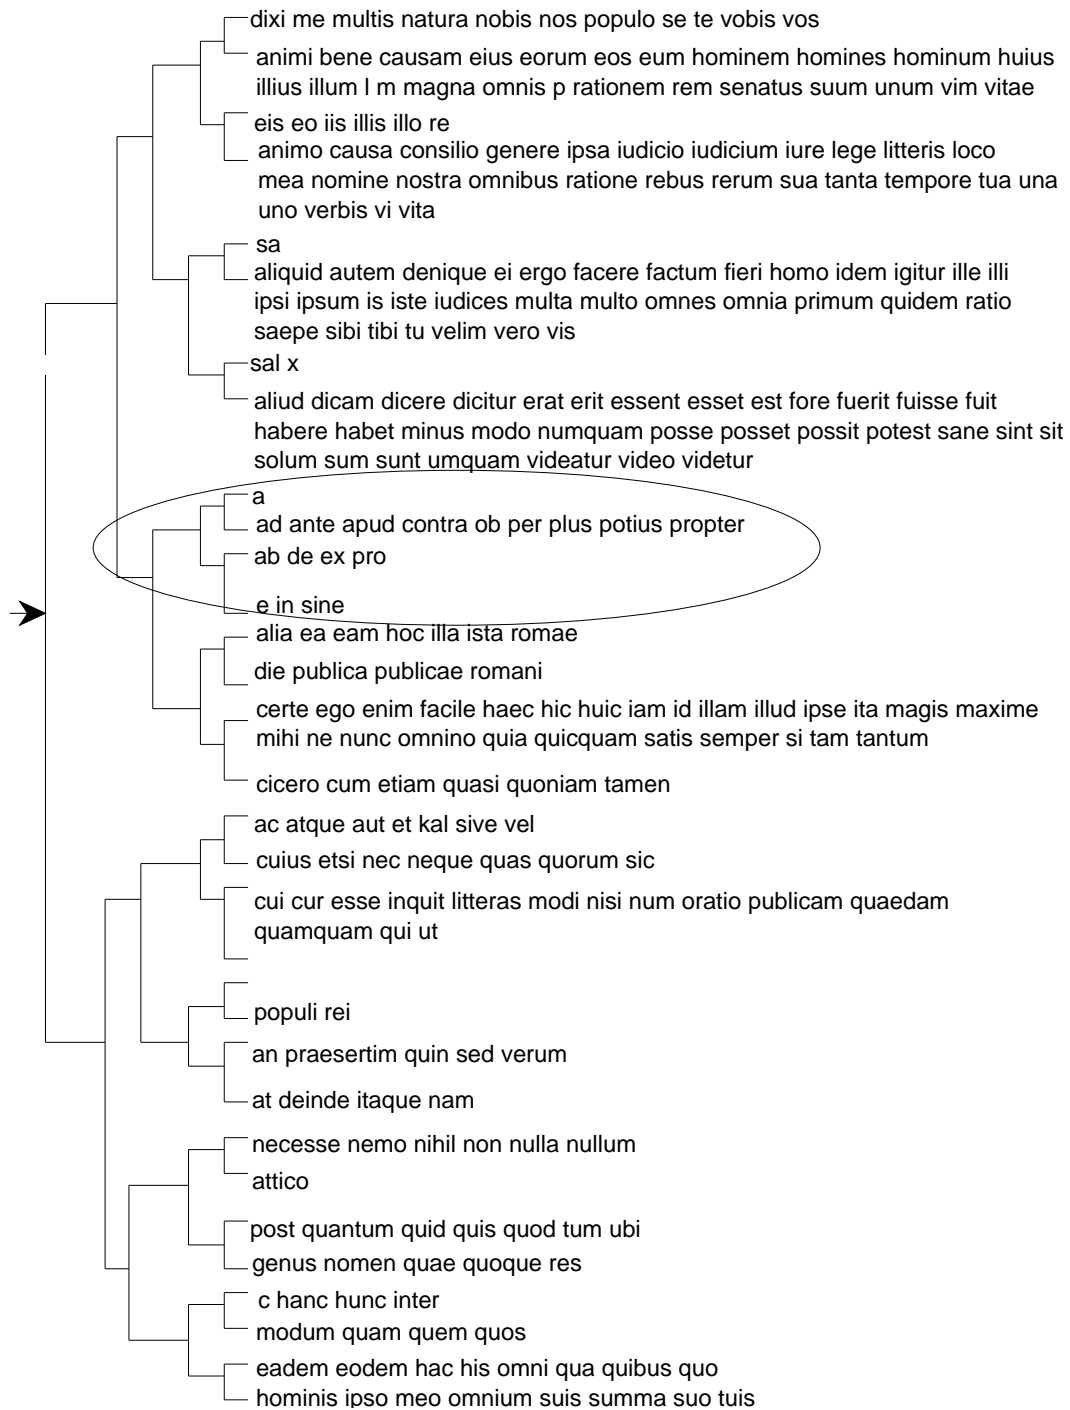 dixi me multis natura nobis nos populo se te vobis vos
animi bene causam eius eorum eos eum hominem homines hominum huius
illius illum l m magna omnis p rationem rem senatus suum unum vim vitae
eis eo iis illis illo re
animo causa consilio genere ipsa iudicio iudicium iure lege litteris loco
mea nomine nostra omnibus ratione rebus rerum sua tanta tempore tua una
uno verbis vi vita
sa
aliquid autem denique ei ergo facere factum fieri homo idem igitur ille illi
ipsi ipsum is iste iudices multa multo omnes omnia primum quidem ratio
saepe sibi tibi tu velim vero vis
sal x
aliud dicam dicere dicitur erat erit essent esset est fore fuerit fuisse fuit
habere habet minus modo numquam posse posset possit potest sane sint sit
solum sum sunt umquam videatur video videtur
a
ad ante apud contra ob per plus potius propter
ab de ex pro
e in sine
alia ea eam hoc illa ista romae
die publica publicae romani
certe ego enim facile haec hic huic iam id illam illud ipse ita magis maxime
mihi ne nunc omnino quia quicquam satis semper si tam tantum
cicero cum etiam quasi quoniam tamen
ac atque aut et kal sive vel
cuius etsi nec neque quas quorum sic
cui cur esse inquit litteras modi nisi num oratio publicam quaedam
quamquam qui ut
populi rei
an praesertim quin sed verum
at deinde itaque nam
necesse nemo nihil non nulla nullum
attico
post quantum quid quis quod tum ubi
genus nomen quae quoque res
c hanc hunc inter
modum quam quem quos
eadem eodem hac his omni qua quibus quo
hominis ipso meo omnium suis summa suo tuis